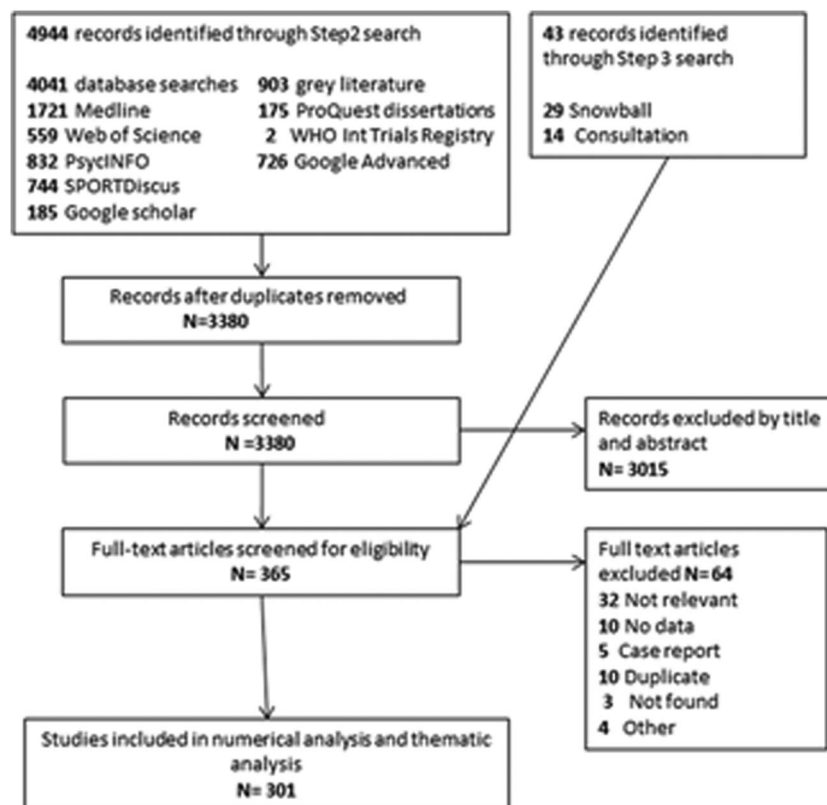 4944 records identified through Step2 search
4041 database searches
1721 Medline
559 Web of Science
832 PsycINFO
744 SPORTDiscus
185 Google scholar
903 grey literature
175 ProQuest dissertations
2 WHO Int Trials Registry
726 Google Advanced
43 records identified
through Step 3 search
29 Snowball
14 Consultation
Records after duplicates removed
N=3380
Records screened
N =3380
Records excluded by title
and abstract
N= 3015
Full-text articles screened for eligibility
N= 365
Full text articles
excluded N=64
32 Not relevant
10 No data
5 Case report
10 Duplicate
3 Not found
4 Other
Studies included in numerical analysis and thematic
analysis
N= 301